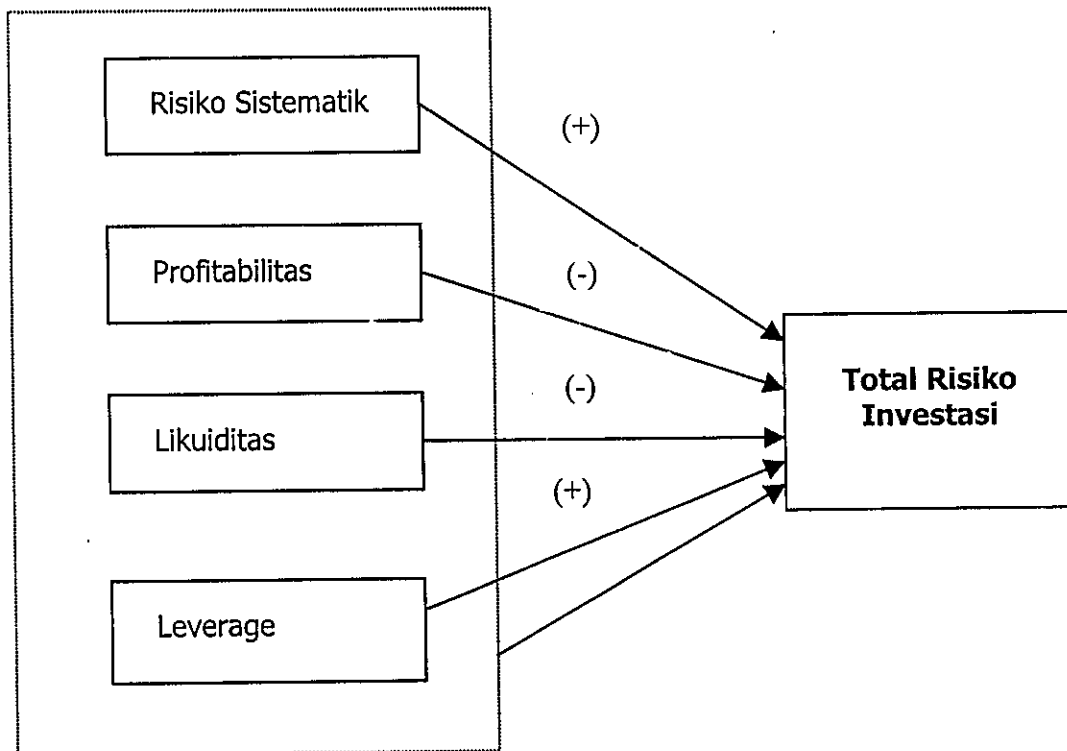 Risiko Sistematik
(+)
Profitabilitas
(-)
Likuiditas
(-)
Leverage
(+)
Total Risiko
Investasi